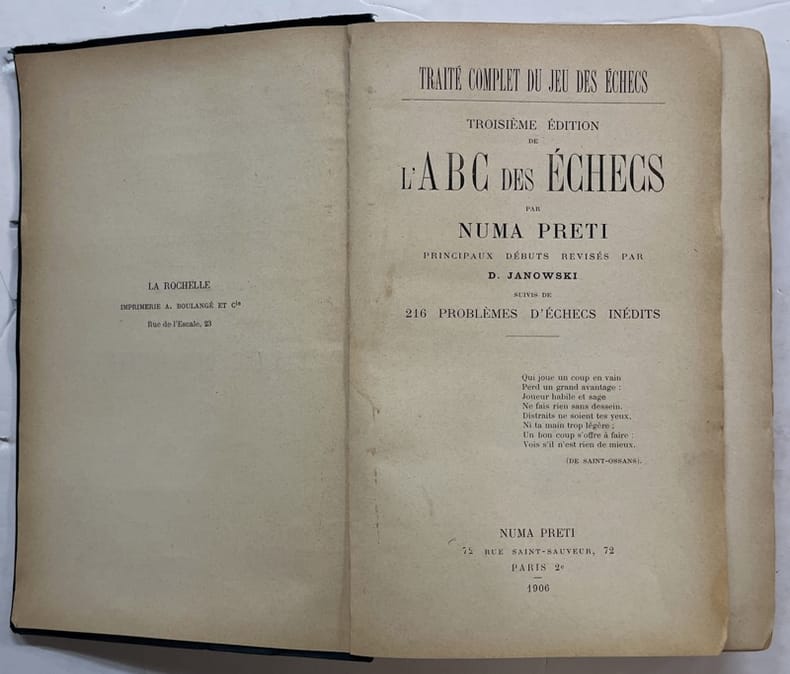 LA ROCHELLE
IMPRIMERIE A. BOULANGÉ ET Cie
Rue de l'Escale, 23
TRAITÉ COMPLET DU JEU DES ÉCHECS
TROISIÈME ÉDITION
DE
L'ABC DES ÉCHECS
PAR
NUMA PRETI
PRINCIPAUX DÉBUTS REVISÉS PAR
D. JANOWSKI
SUIVIS DE
216 PROBLÈMES D'ÉCHECS INÉDITS
Qui joue un coup en vain
Perd un grand avantage :
Joueur habile et sage
Ne fais rien sans dessein.
Distraits ne soient tes yeux,
Ni ta main trop légère ;
Un bon coup s'offre à faire :
Vois s'il n'est rien de mieux.
(DE SAINT-OSSANS).
NUMA PRETI
72 RUE SAINT-SAUVEUR, 72
PARIS 2e
1906